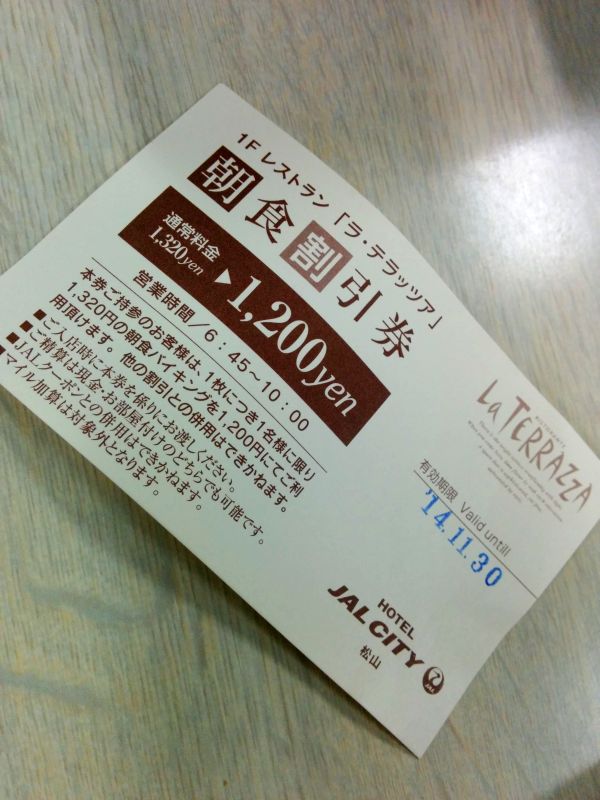 1F レストラン「ラ・テラッツァ」
朝食割引券
通常料金
1,320yen ▶ 1,200yen
営業時間／6：45～10：00
本券ご持参のお客様は、1枚につき1名様に限り
1,320円の朝食バイキングを1,200円にてご利
用頂けます。他の割引との併用はできかねます。
■ご入店時に本券を係りにお渡しください。
■ご精算は現金、お部屋付けのどちらでも可能です。
■JALクーポンとの併用はできかねます。
マイル加算は対象外となります。
RISTORANTE
LA TERRAZZA
有効期限 Valid untill
'14.11.30
HOTEL
JAL CITY
JAL
松山